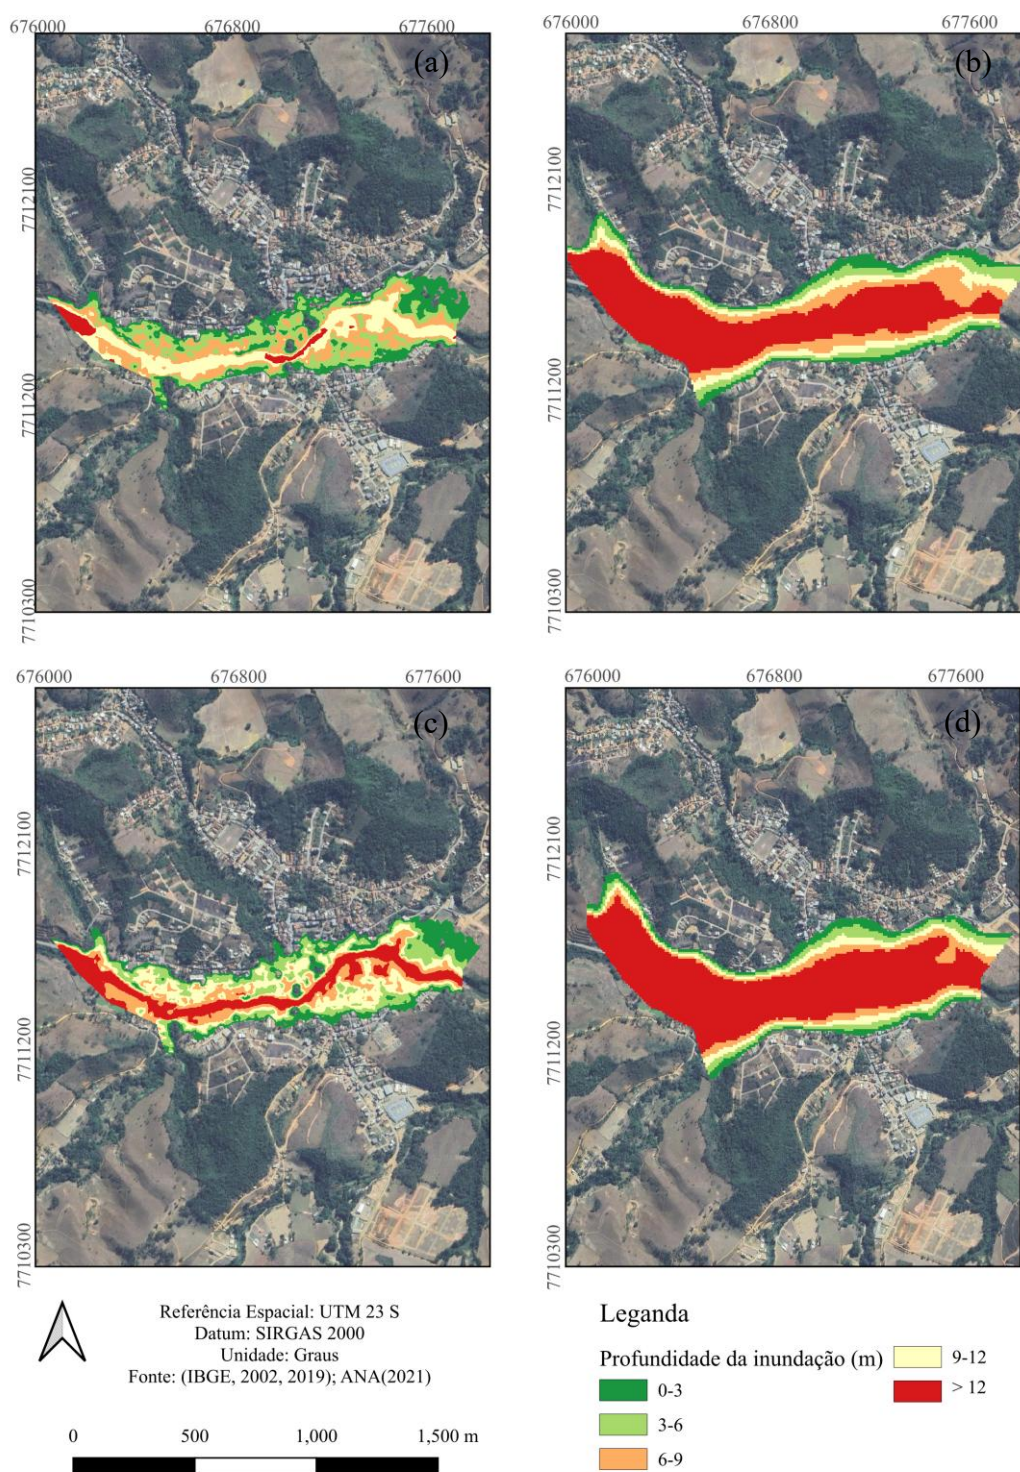 676000 676800 677600
676000 676800 677600
(a)
(b)
7712100
7712100
7711200
7711200
7710300
7710300
676000 676800 677600
676000 676800 677600
(c)
(d)
7712100
7712100
7711200
7711200
7710300
7710300
Referência Espacial: UTM 23 S
Datum: SIRGAS 2000
Unidade: Graus
Fonte: (IBGE, 2002, 2019); ANA(2021)
0 500 1,000 1,500 m
Leganda
Profundidade da inundação (m)
0-3
3-6
6-9
9-12
> 12